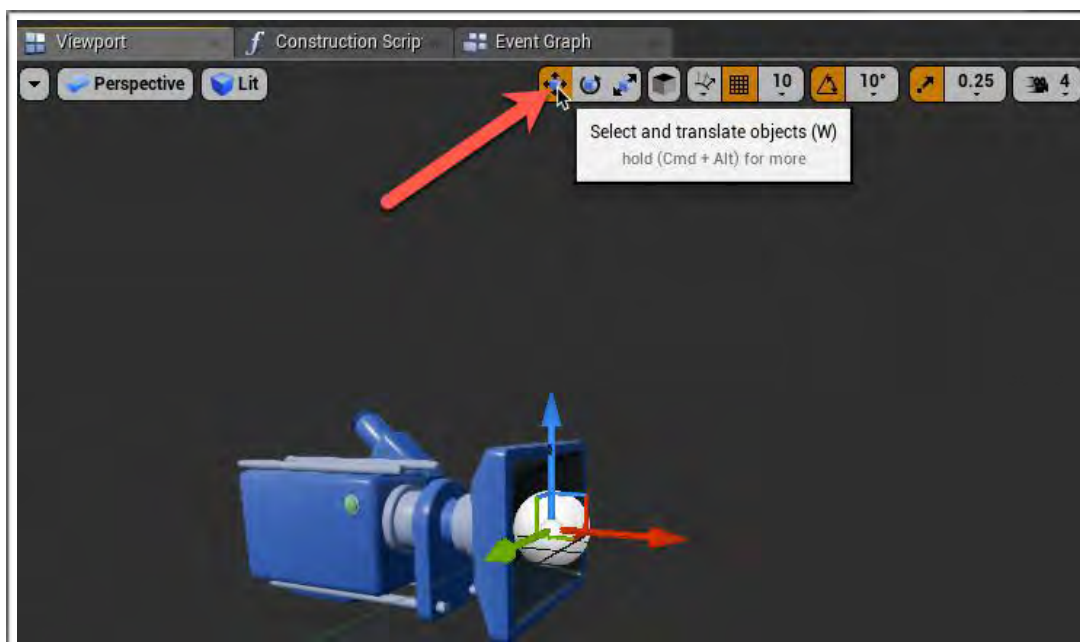 Viewport
Construction Scrip
Event Graph
Perspective
Lit
10
10°
0.25
4
Select and translate objects (W)
hold (Cmd + Alt) for more